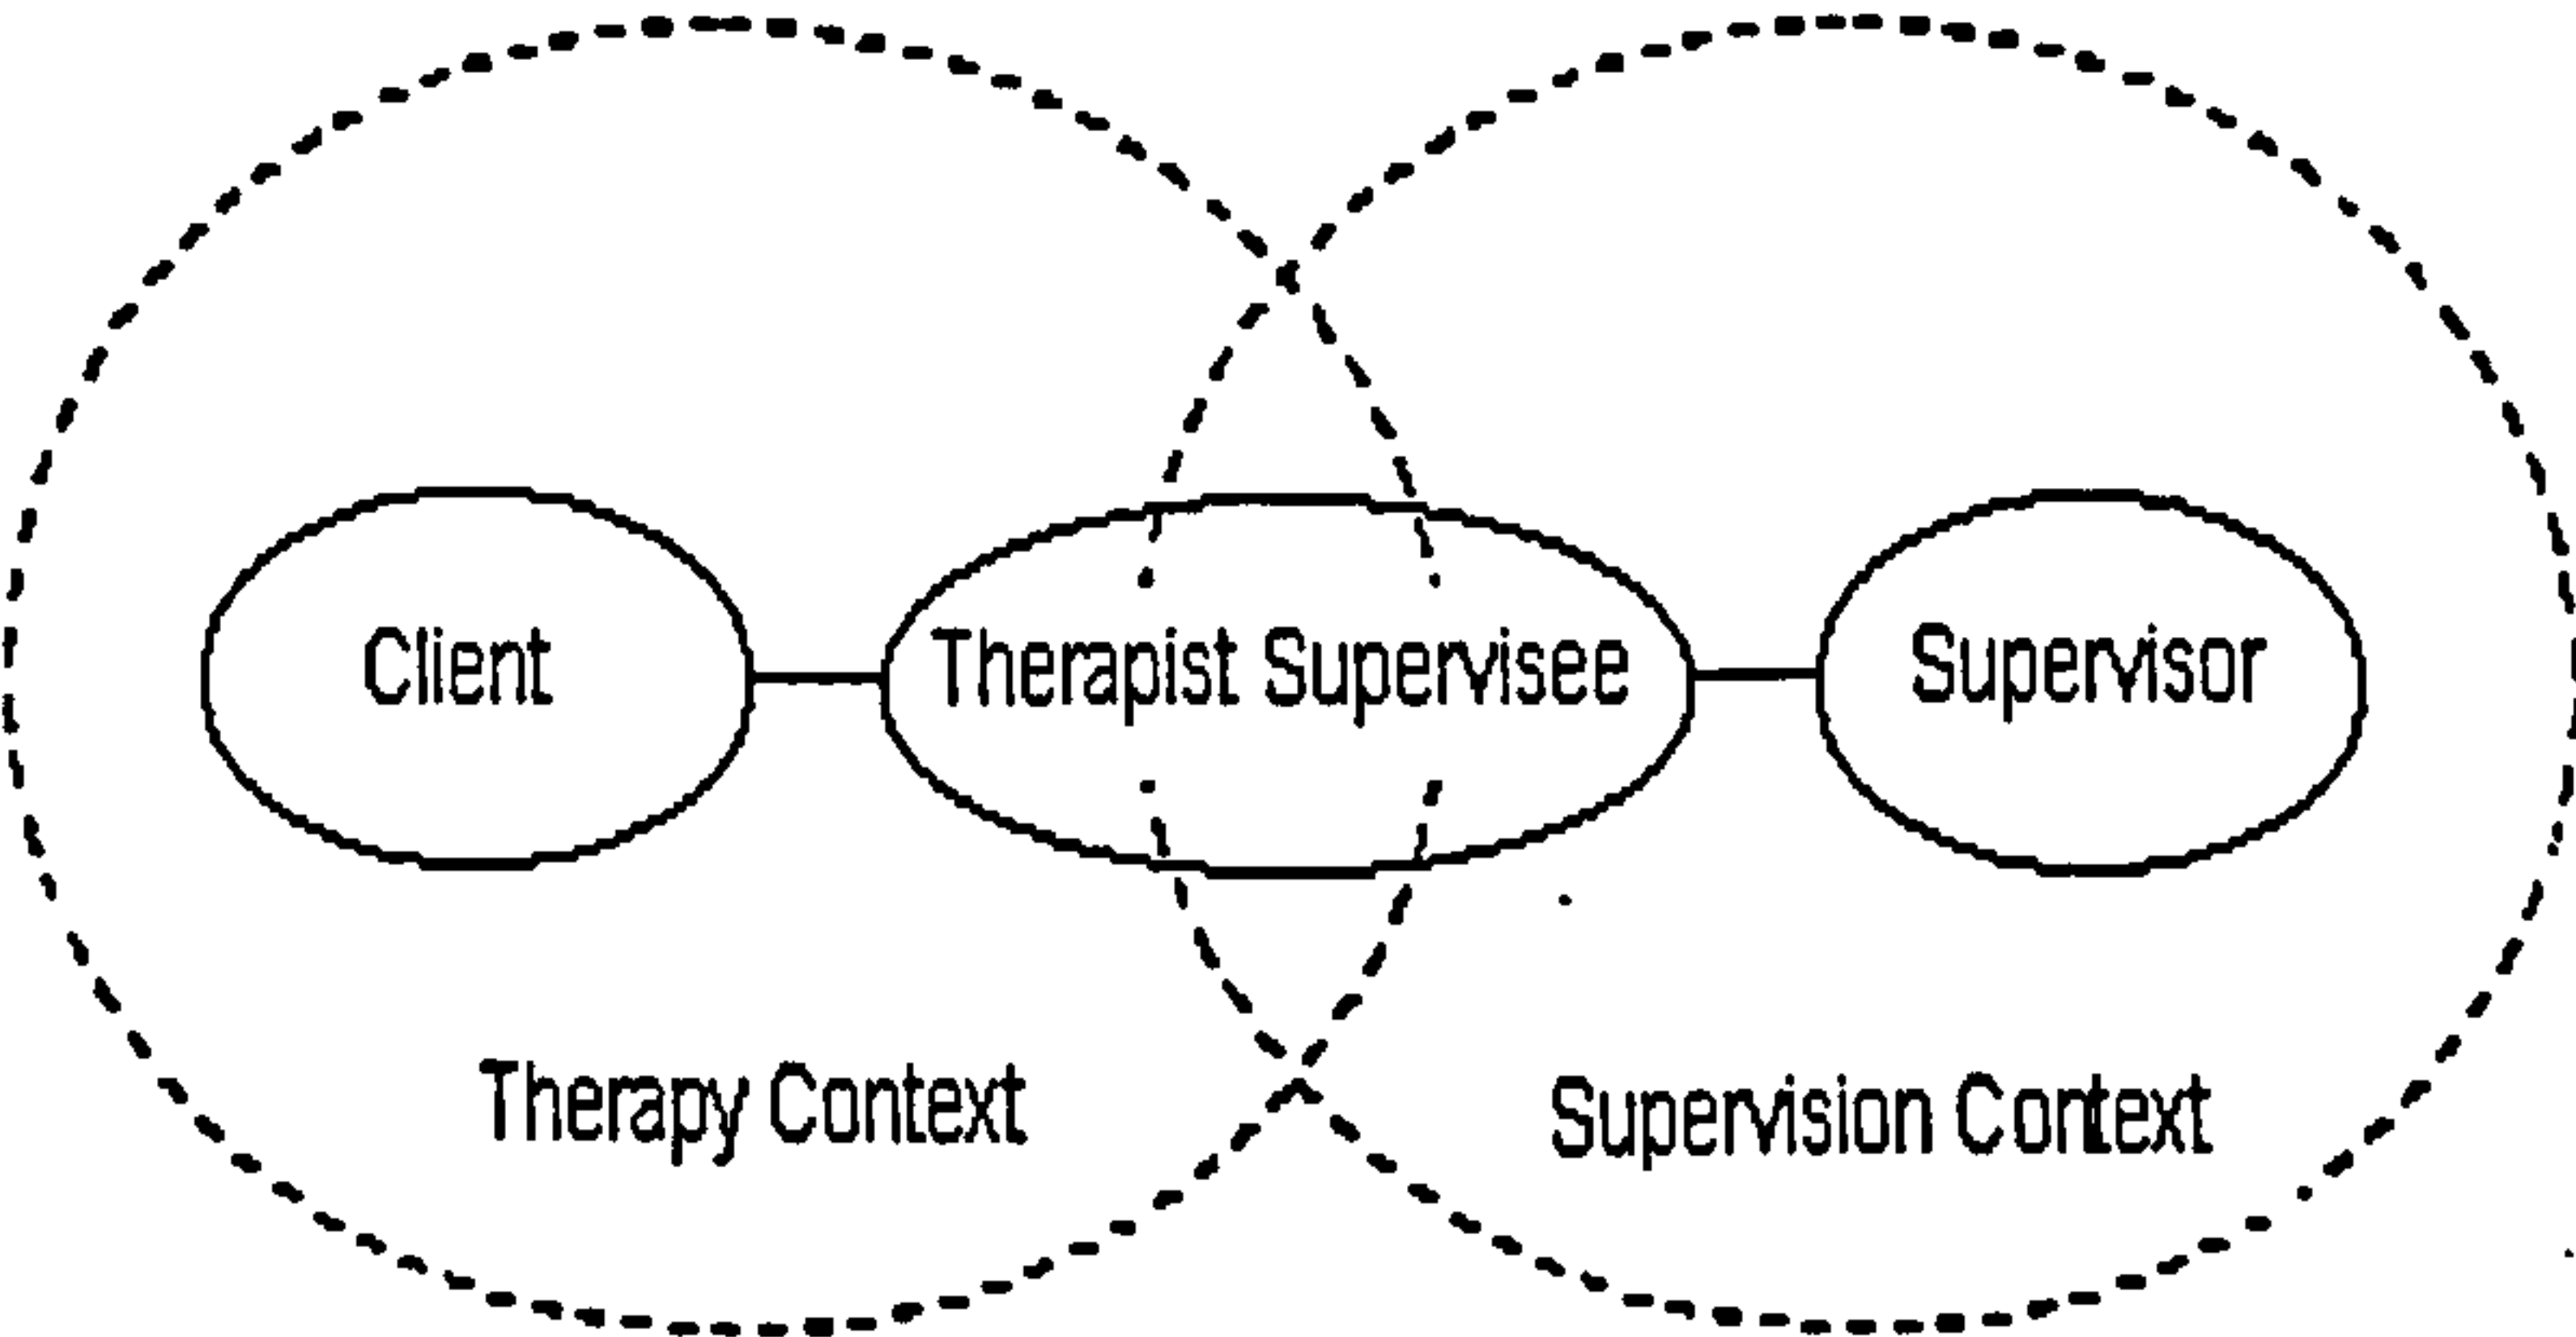 Client
Therapist Supervisee
Supervisor
Therapy Context
Supervision Context